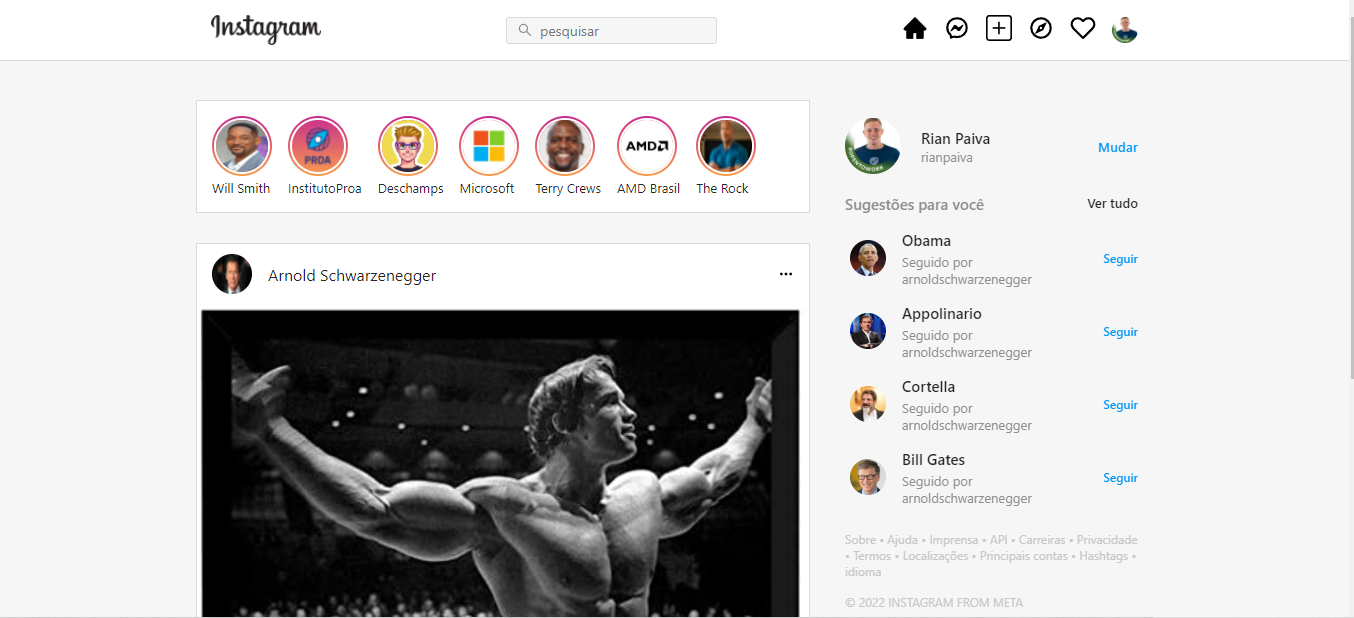 Instagram
pesquisar
PROA
AMD
Will Smith
InstitutoProa
Deschamps
Microsoft
Terry Crews
AMD Brasil
The Rock
Rian Paiva
rianpaiva
Mudar
Sugestões para você
Ver tudo
Arnold Schwarzenegger
Obama
Seguido por
arnoldschwarzenegger
Seguir
Appolinario
Seguido por
arnoldschwarzenegger
Seguir
Cortella
Seguido por
arnoldschwarzenegger
Seguir
Bill Gates
Seguido por
arnoldschwarzenegger
Seguir
Sobre • Ajuda • Imprensa • API • Carreiras • Privacidade
• Termos • Localizações • Principais contas • Hashtags •
idioma
© 2022 INSTAGRAM FROM META